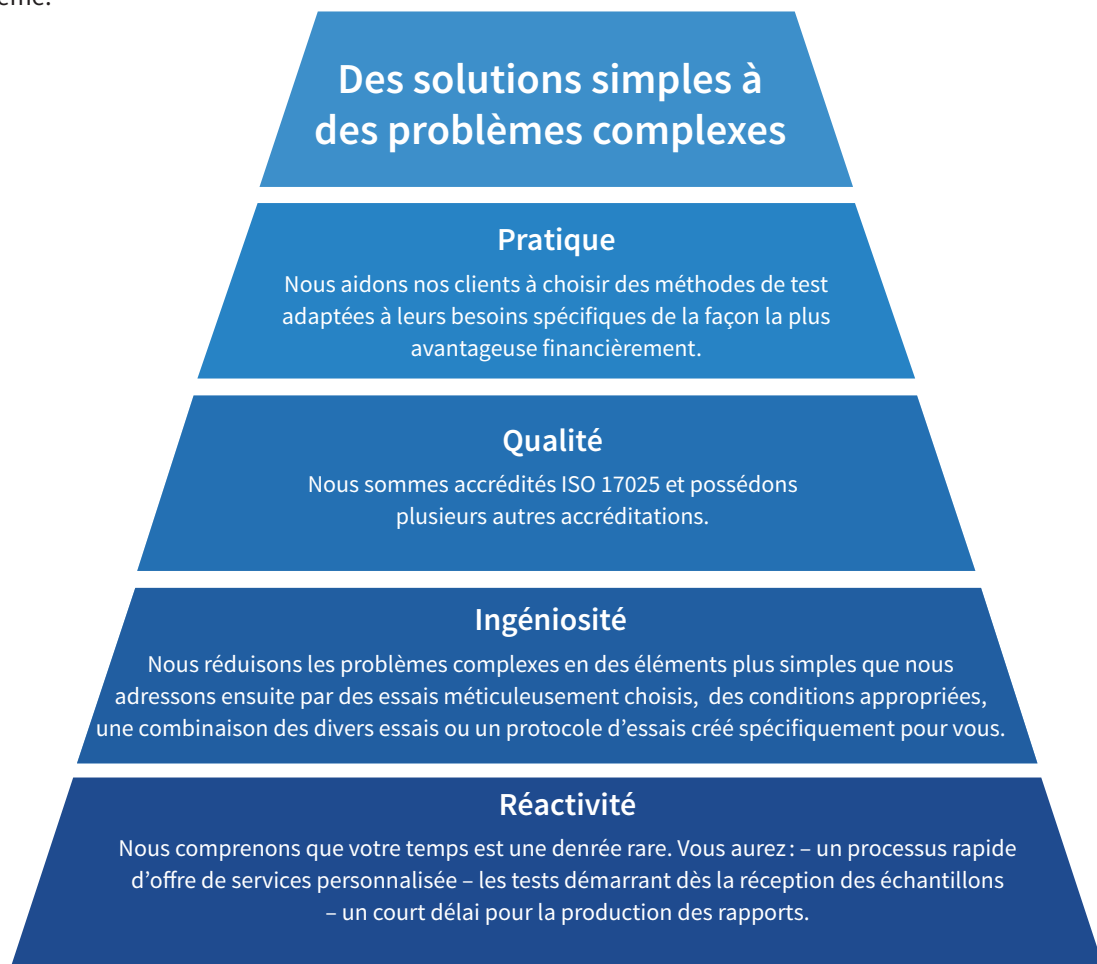 ème.
Des solutions simples à
des problèmes complexes
Pratique
Nous aidons nos clients à choisir des méthodes de test
adaptées à leurs besoins spécifiques de la façon la plus
avantageuse financièrement.
Qualité
Nous sommes accrédités ISO 17025 et possédons
plusieurs autres accréditations.
Ingéniosité
Nous réduisons les problèmes complexes en des éléments plus simples que nous
adressons ensuite par des essais méticuleusement choisis,  des conditions appropriées,
une combinaison des divers essais ou un protocole d’essais créé spécifiquement pour vous.
Réactivité
Nous comprenons que votre temps est une denrée rare. Vous aurez : – un processus rapide
d’offre de services personnalisée – les tests démarrant dès la réception des échantillons
– un court délai pour la production des rapports.